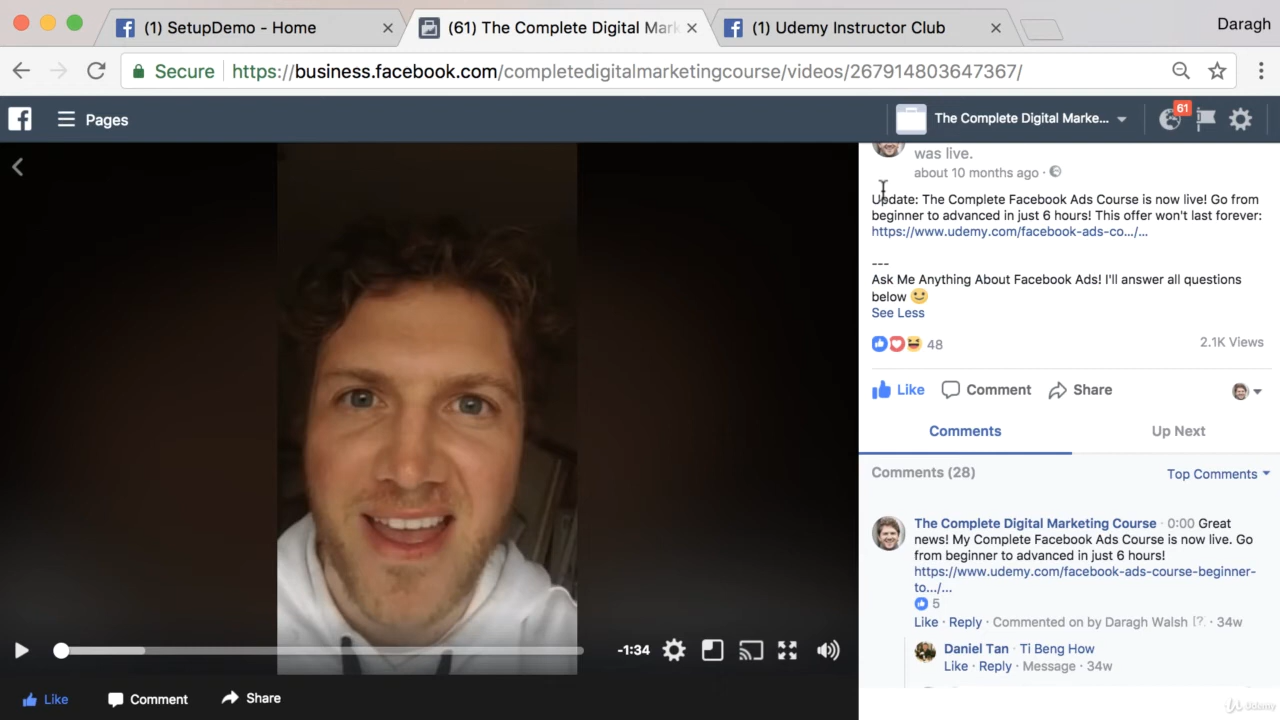 (1) SetupDemo - Home
(61) The Complete Digital Mark
(1) Udemy Instructor Club
Daragh
Secure
https://business.facebook.com/completedigitalmarketingcourse/videos/267914803647367/
Pages
The Complete Digital Marke...
61
was live.
about 10 months ago ·
Update: The Complete Facebook Ads Course is now live! Go from
beginner to advanced in just 6 hours! This offer won't last forever:
https://www.udemy.com/facebook-ads-co.../...
---
Ask Me Anything About Facebook Ads! I'll answer all questions
below
See Less
48
2.1K Views
Like
Comment
Share
Comments
Up Next
Comments (28)
Top Comments
The Complete Digital Marketing Course · 0:00 Great
news! My Complete Facebook Ads Course is now live. Go
from beginner to advanced in just 6 hours!
https://www.udemy.com/facebook-ads-course-beginner-
to.../...
5
Like · Reply · Commented on by Daragh Walsh [?] · 34w
Daniel Tan · Ti Beng How
Like · Reply · Message · 34w
-1:34
Like
Comment
Share
Udemy